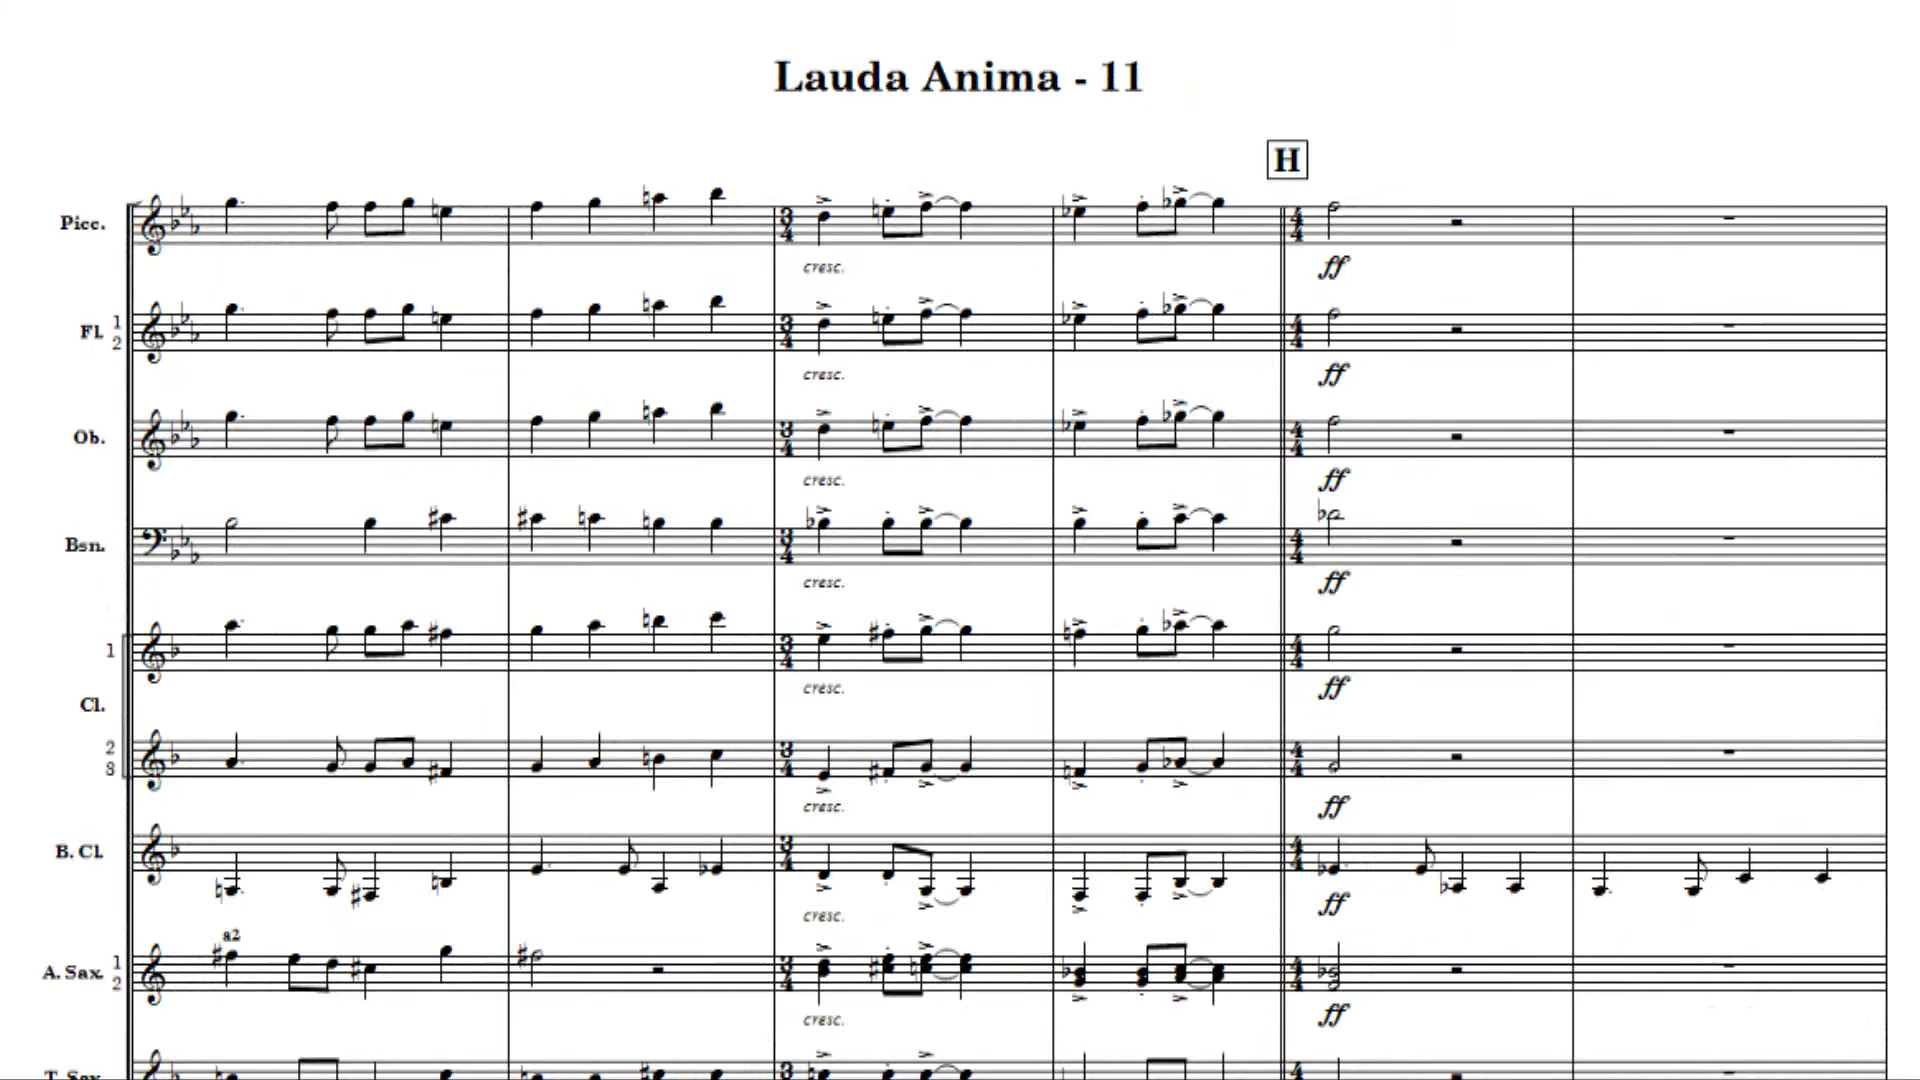 Lauda Anima - 11
H
Picc.
cresc.
ff
Fl. 1 2
cresc.
ff
Ob.
cresc.
ff
Bsn.
cresc.
ff
1
cresc.
ff
Cl.
2 3
cresc.
ff
B. Cl.
cresc.
ff
a2
A. Sax. 1 2
cresc.
ff
T. Sax.